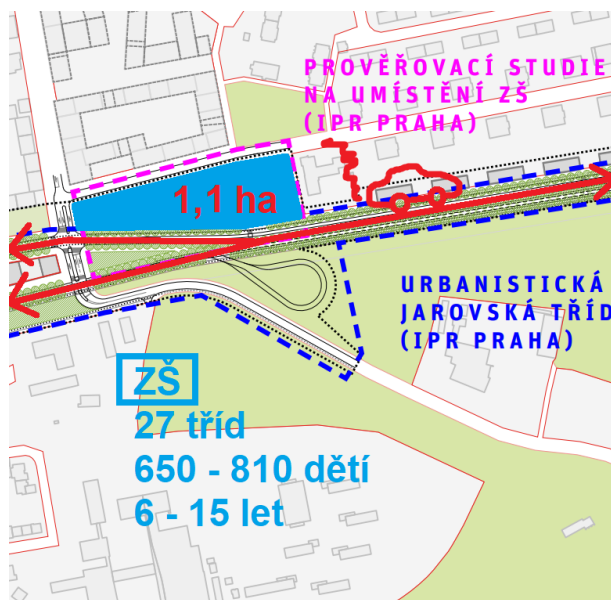 PROVĚŘOVACÍ STUDIE
NA UMÍSTĚNÍ ZŠ
(IPR PRAHA)
1,1 ha
URBANISTICKÁ
JAROVSKÁ TŘÍD
(IPR PRAHA)
ZŠ
27 tříd
650 - 810 dětí
6 - 15 let